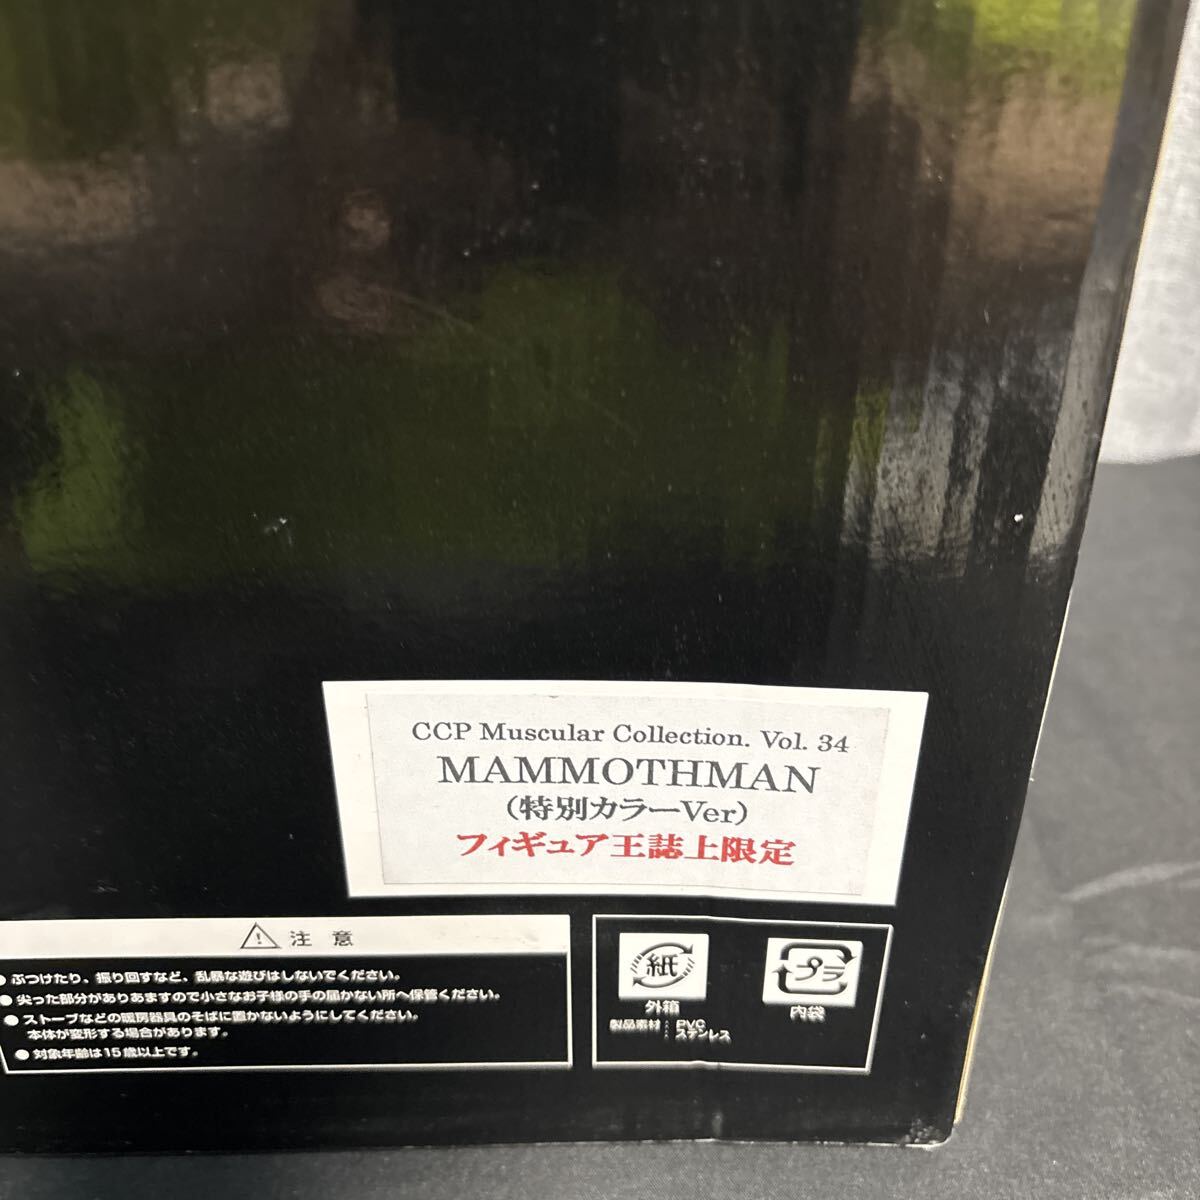 CCP Muscular Collection. Vol. 34
MAMMOTHMAN
(特別カラーVer)
フィギュア王誌上限定
注 意
● ぶつけたり、振り回すなど、乱暴な遊びはしないでください。
● 尖った部分がありあますので小さなお子様の手の届かない所へ保管ください。
● ストーブなどの暖房器具のそばに置かないようにしてください。
本体が変形する場合があります。
● 対象年齢は15歳以上です。
紙
外箱
プラ
内袋
製品素材：PVC
：ステンレス